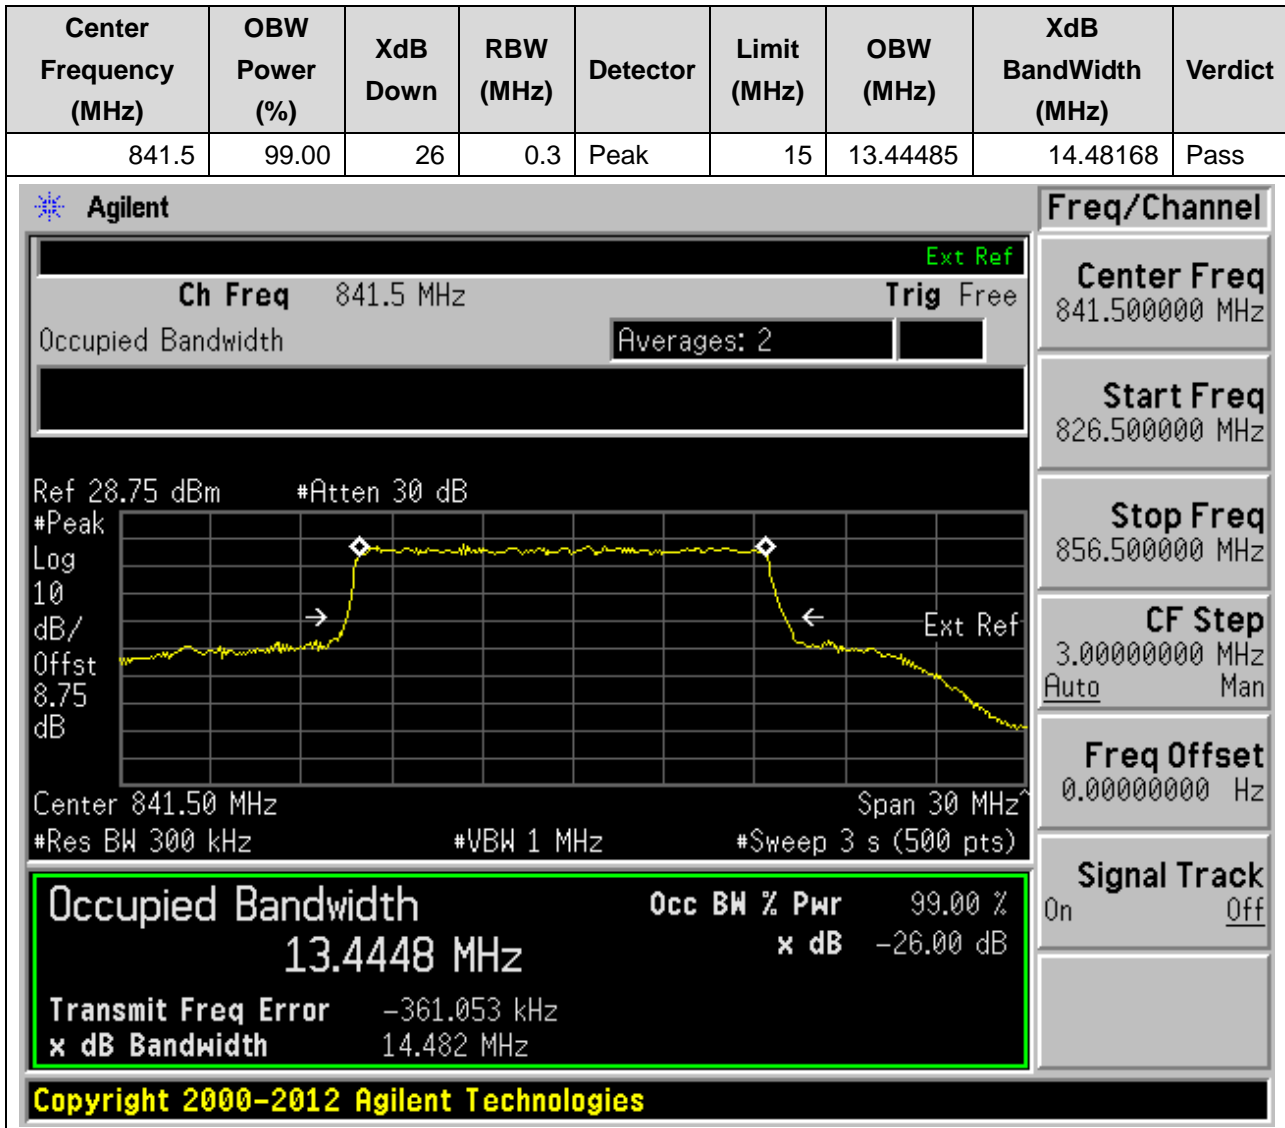 Center Frequency (MHz) OBW Power (%) XdB Down RBW (MHz) Detector Limit (MHz) OBW (MHz) XdB BandWidth (MHz) Verdict
841.5 99.00 26 0.3 Peak 15 13.44485 14.48168 Pass
Agilent
Freq/Channel
Ext Ref
Ch Freq 841.5 MHz Trig Free
Occupied Bandwidth Averages: 2
Center Freq
841.500000 MHz
Start Freq
826.500000 MHz
Stop Freq
856.500000 MHz
CF Step
3.00000000 MHz
Auto Man
Freq Offset
0.00000000 Hz
Signal Track
On Off
Ref 28.75 dBm #Atten 30 dB
#Peak
Log
10
dB/
Offst
8.75
dB
Ext Ref
Center 841.50 MHz Span 30 MHz^
#Res BW 300 kHz #VBW 1 MHz #Sweep 3 s (500 pts)
Occupied Bandwidth
13.4448 MHz
Occ BW % Pwr 99.00 %
x dB -26.00 dB
Transmit Freq Error -361.053 kHz
x dB Bandwidth 14.482 MHz
Copyright 2000-2012 Agilent Technologies